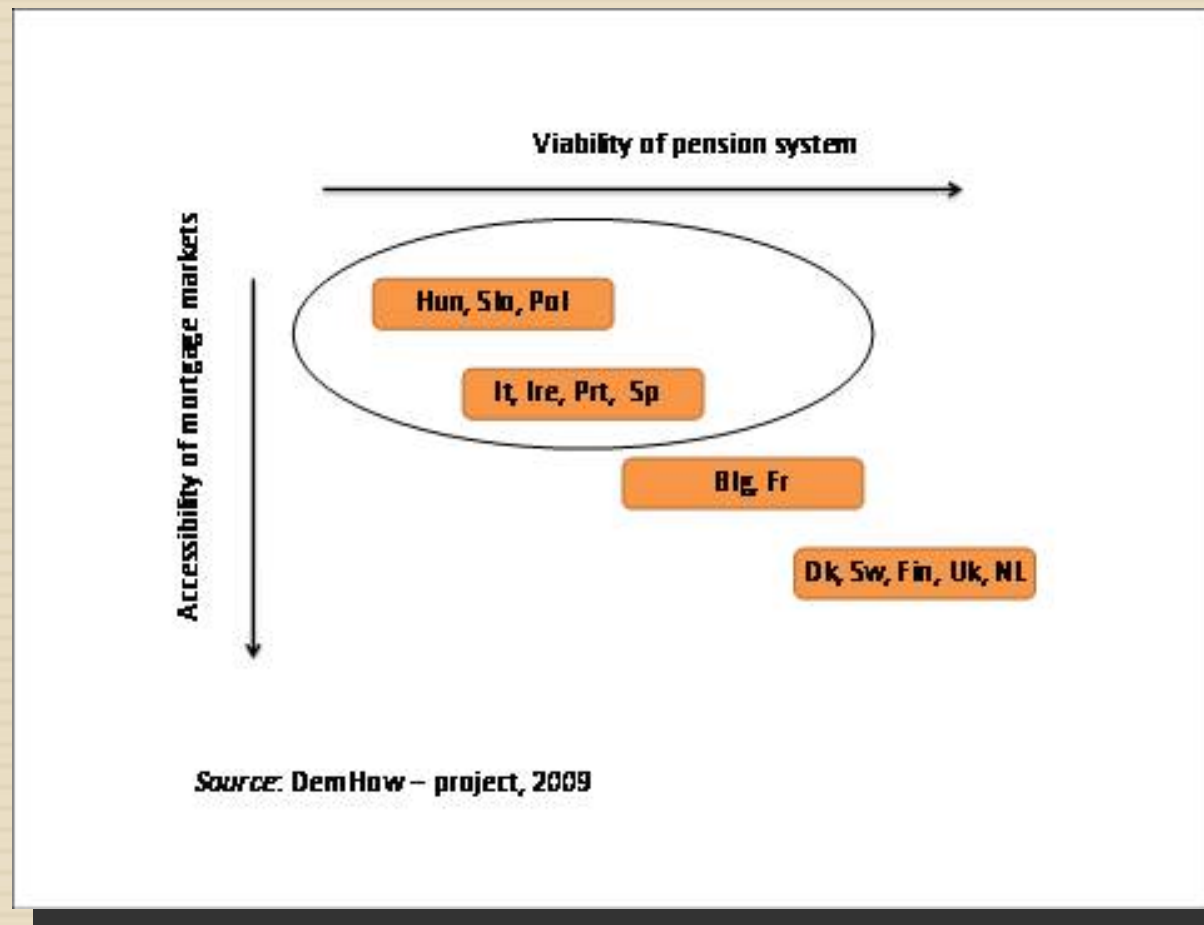 Viability of pension system
Accessibility of mortgage markets
Hun, Slo, Pol
It, Ire, Prt, Sp
Blg, Fr
Dk, Sw, Fin, Uk, NL
Source: DemHow – project, 2009